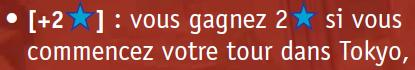 • [+2★] : vous gagnez 2★ si vous
commencez votre tour dans Tokyo,